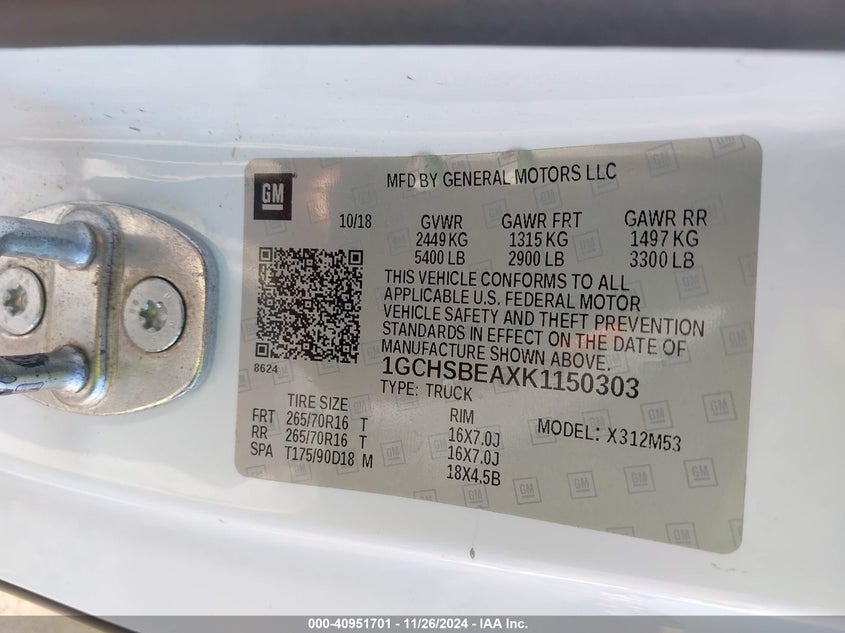 GM
MFD BY GENERAL MOTORS LLC
10/18 GVWR GAWR FRT GAWR RR
2449 KG 1315 KG 1497 KG
5400 LB 2900 LB 3300 LB
THIS VEHICLE CONFORMS TO ALL
APPLICABLE U.S. FEDERAL MOTOR
VEHICLE SAFETY AND THEFT PREVENTION
STANDARDS IN EFFECT ON THE DATE OF
MANUFACTURE SHOWN ABOVE.
8624
1GCHSBEAXK1150303
TYPE: TRUCK
TIRE SIZE RIM MODEL: X312M53
FRT 265/70R16 T 16X7.0J
RR 265/70R16 T 16X7.0J
SPA T175/90D18 M 18X4.5B
000-40951701 - 11/26/2024 - IAA Inc.